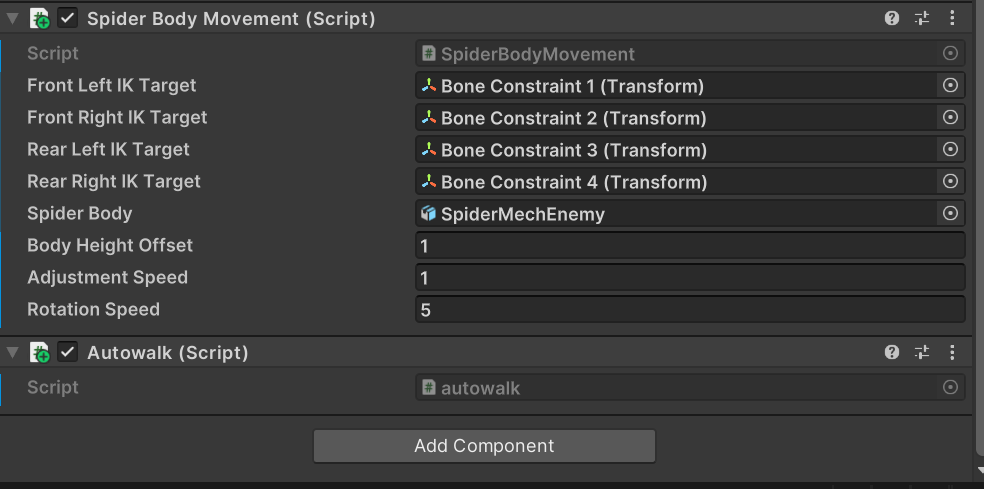 Spider Body Movement (Script)
Script SpiderBodyMovement
Front Left IK Target Bone Constraint 1 (Transform)
Front Right IK Target Bone Constraint 2 (Transform)
Rear Left IK Target Bone Constraint 3 (Transform)
Rear Right IK Target Bone Constraint 4 (Transform)
Spider Body SpiderMechEnemy
Body Height Offset 1
Adjustment Speed 1
Rotation Speed 5
Autowalk (Script)
Script autowalk
Add Component